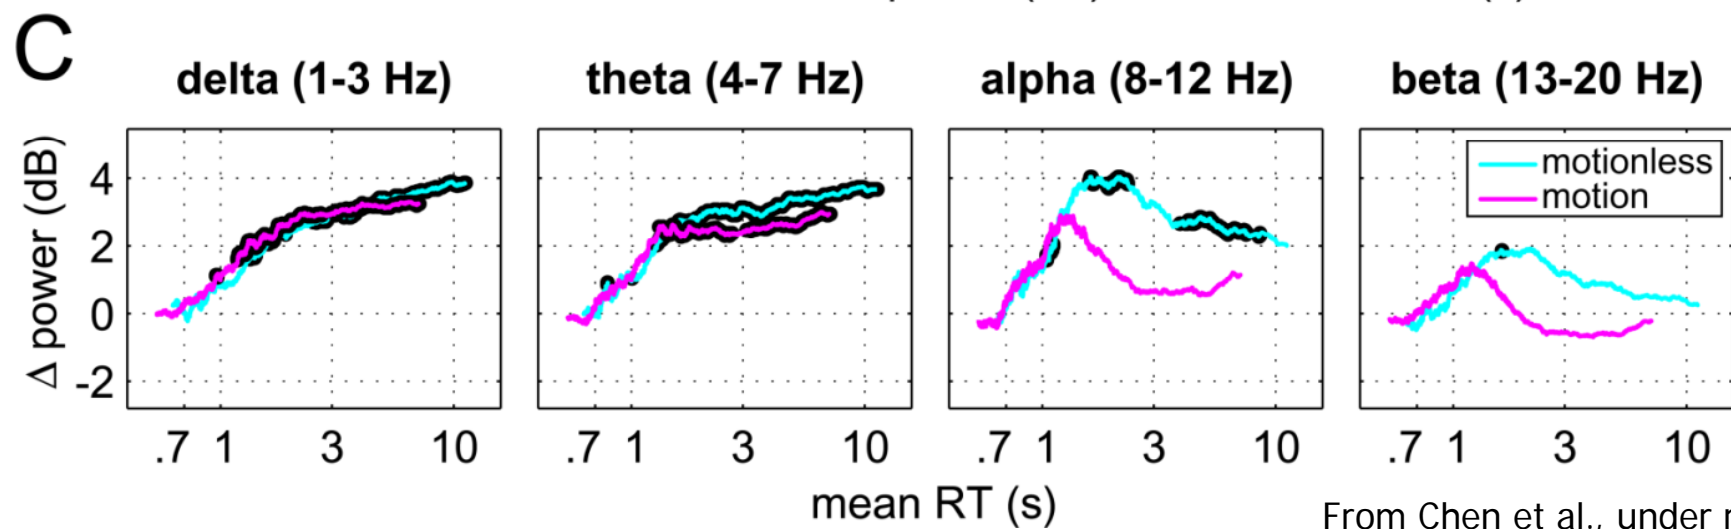 C
delta (1-3 Hz) theta (4-7 Hz) alpha (8-12 Hz) beta (13-20 Hz)
Δ power (dB)
4
2
0
-2
motionless
motion
.7 1 3 10 .7 1 3 10 .7 1 3 10 .7 1 3 10
mean RT (s)
From Chen et al., under